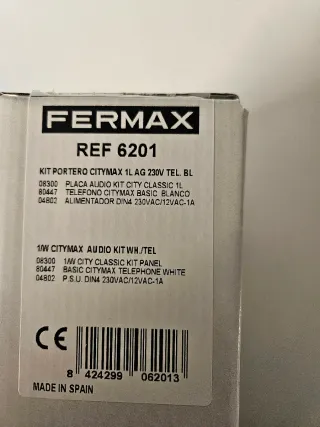 FERMAX
REF 6201
KIT PORTERO CITYMAX 1L AG 230V TEL. BL
08300 PLACA AUDIO KIT CITY CLASSIC 1L
80447 TELEFONO CITYMAX BASIC BLANCO
04802 ALIMENTADOR DIN4 230VAC/12VAC-1A
1/W CITYMAX AUDIO KIT WH./TEL
08300 1/W CITY CLASSIC KIT PANEL
80447 BASIC CITYMAX TELEPHONE WHITE
04802 P.S.U. DIN4 230VAC/12VAC-1A
CE
8 424299 062013
MADE IN SPAIN